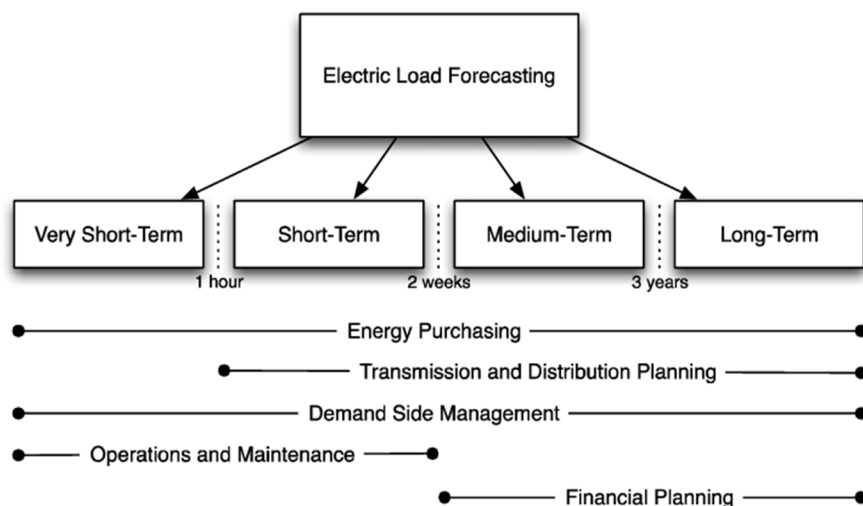 Electric Load Forecasting
Very Short-Term
Short-Term
Medium-Term
Long-Term
1 hour
2 weeks
3 years
Energy Purchasing
Transmission and Distribution Planning
Demand Side Management
Operations and Maintenance
Financial Planning